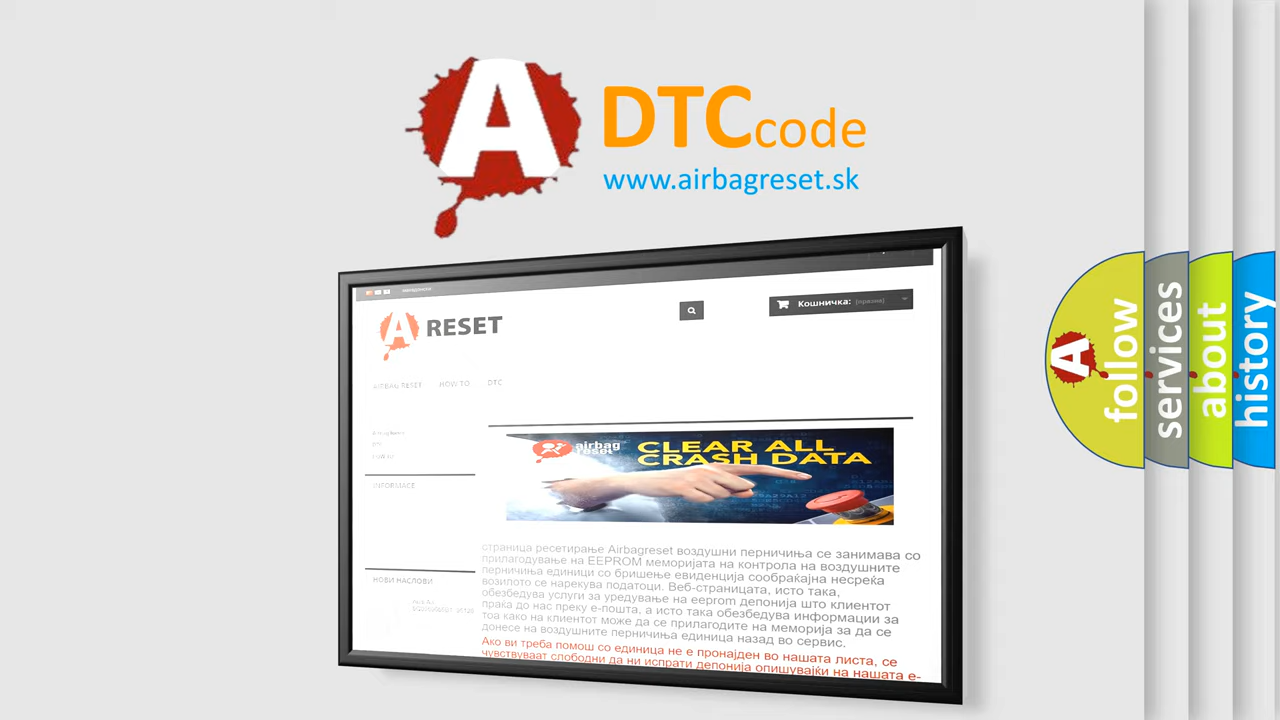 A
DTCcode
www.airbagreset.sk
A RESET
Кошничка: (празна)
AIRBAG RESET HOW TO DTC
airbag reset
CLEAR ALL
CRASH DATA
INFORMACE
НОВИ НАСЛОВИ
страница ресетирање Airbagreset воздушни перничиња се занимава со
прилагодување на EEPROM меморијата на контрола на воздушните
перничиња единици со бришење евиденција сообраќајна несреќа
возилото се нарекува податоци. Веб-страницата, исто така,
обезбедува услуги за уредување на eeprom депонија што клиентот
праќа до нас преку е-пошта, а исто така обезбедува информации за
тоа како на клиентот може да се прилагодите на меморија за да се
донесе на воздушните перничиња единица назад во сервис.
Ако ви треба помош со единица не е пронајден во нашата листа, се
чувствуваат слободни да ни испрати депонија опишувајќи на нашата е-
A follow
services
about
history